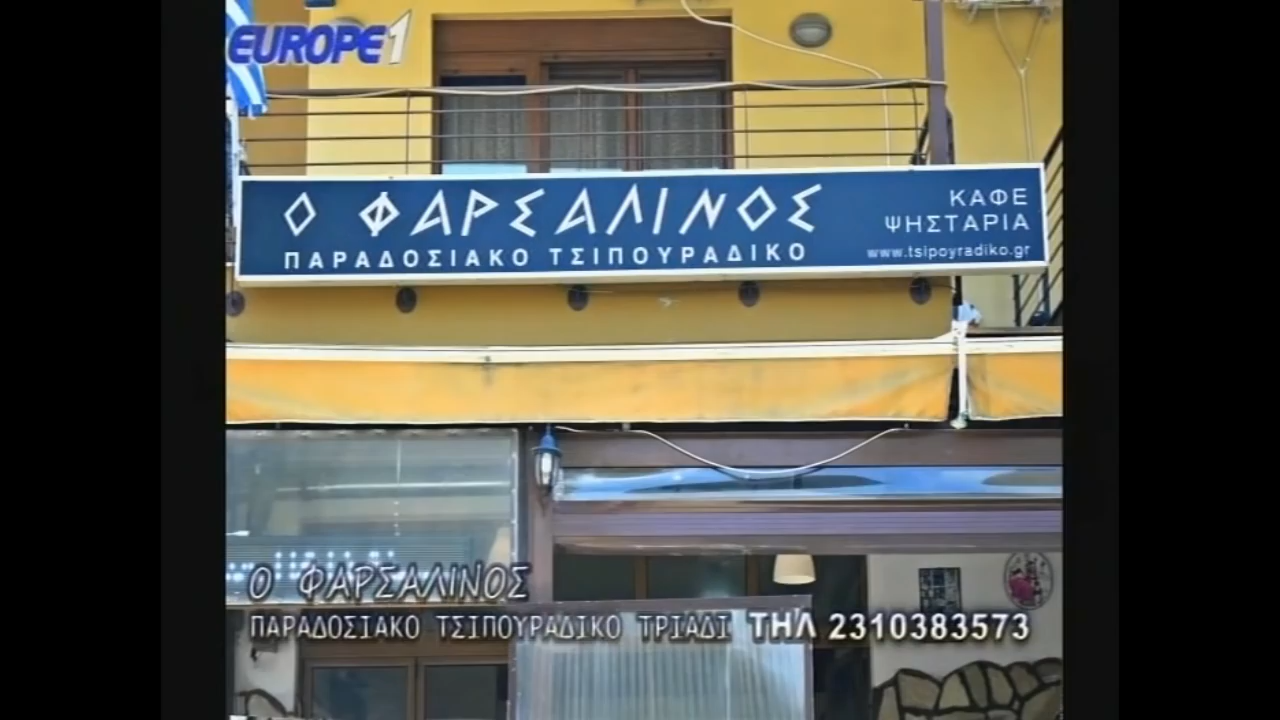 EUROPE1
Ο ΦΑΡΣΑΛΙΝΟΣ
ΠΑΡΑΔΟΣΙΑΚΟ ΤΣΙΠΟΥΡΑΔΙΚΟ
ΚΑΦΕ
ΨΗΣΤΑΡΙΑ
www.tsipoyradiko.gr
Ο ΦΑΡΣΑΛΙΝΟΣ
ΠΑΡΑΔΟΣΙΑΚΟ ΤΣΙΠΟΥΡΑΔΙΚΟ ΤΡΙΑΔΙ ΤΗΛ 2310383573